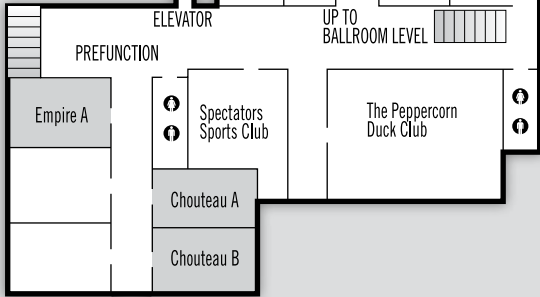 ELEVATOR
UP TO
BALLROOM LEVEL
PREFUNCTION
Empire A
Spectators
Sports Club
The Peppercorn
Duck Club
Chouteau A
Chouteau B